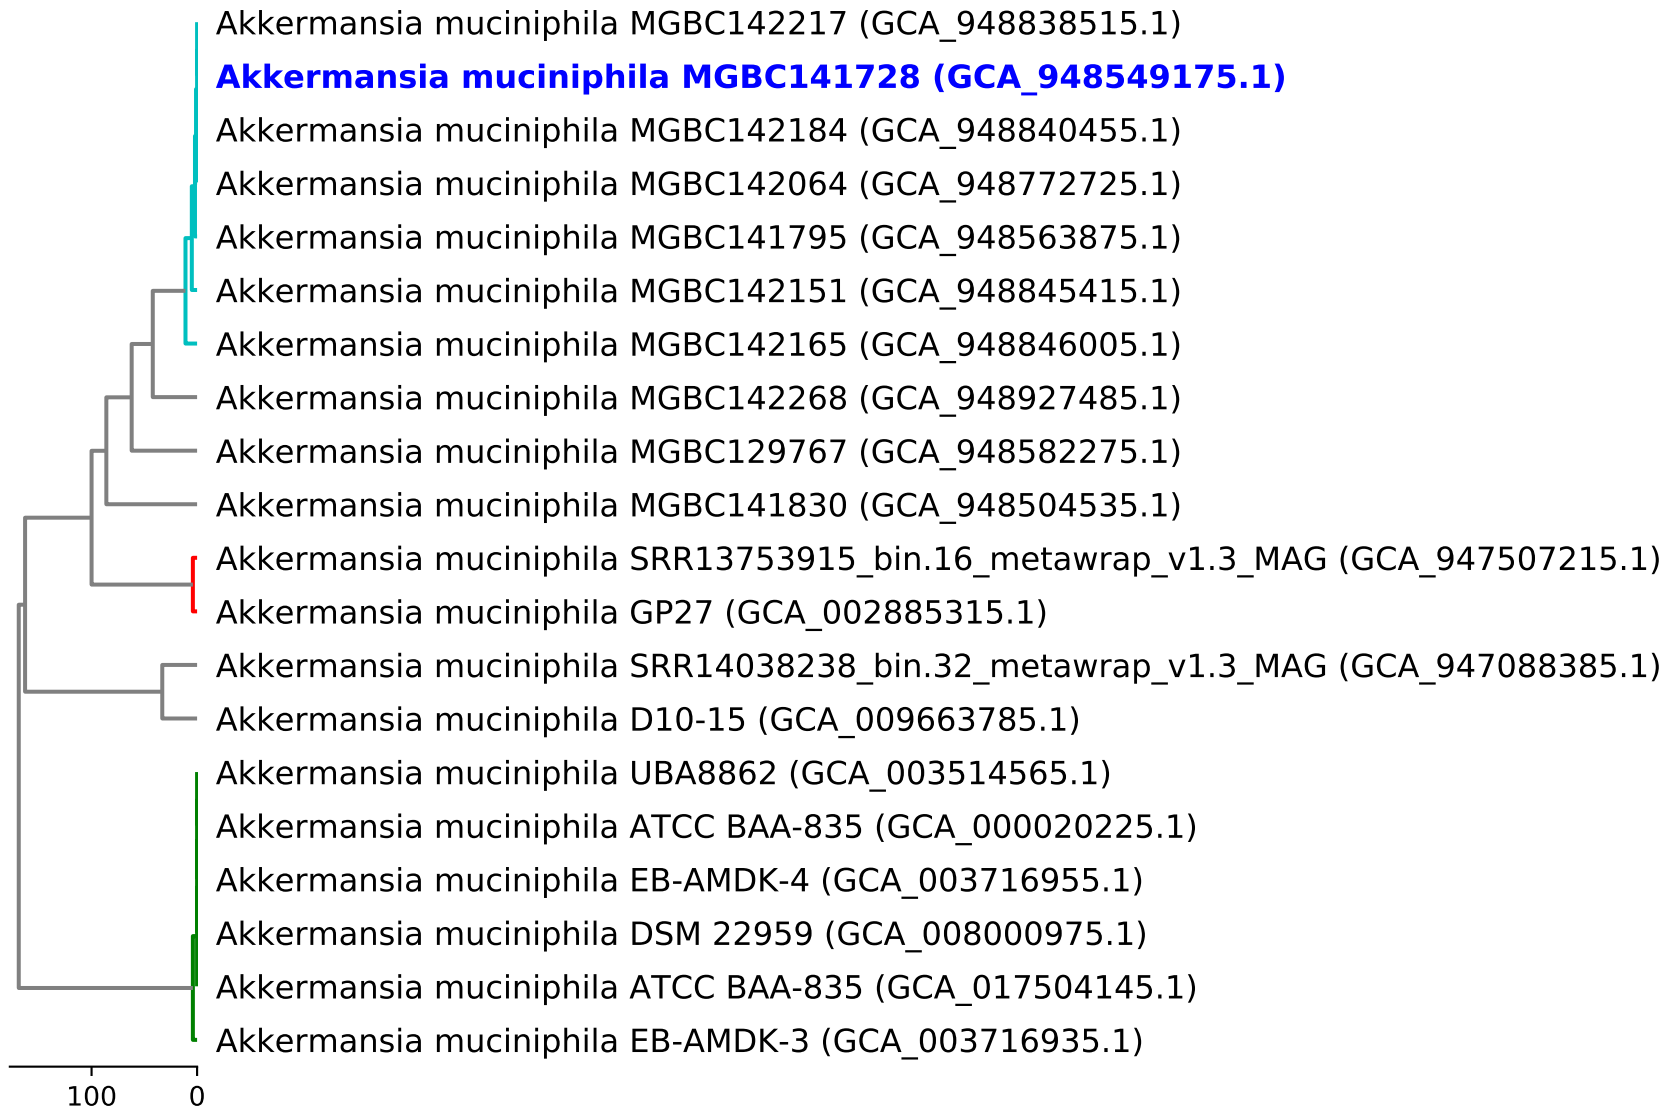 Akkermansia muciniphila MGBC142217 (GCA_948838515.1)
Akkermansia muciniphila MGBC141728 (GCA_948549175.1)
Akkermansia muciniphila MGBC142184 (GCA_948840455.1)
Akkermansia muciniphila MGBC142064 (GCA_948772725.1)
Akkermansia muciniphila MGBC141795 (GCA_948563875.1)
Akkermansia muciniphila MGBC142151 (GCA_948845415.1)
Akkermansia muciniphila MGBC142165 (GCA_948846005.1)
Akkermansia muciniphila MGBC142268 (GCA_948927485.1)
Akkermansia muciniphila MGBC129767 (GCA_948582275.1)
Akkermansia muciniphila MGBC141830 (GCA_948504535.1)
Akkermansia muciniphila SRR13753915_bin.16_metawrap_v1.3_MAG (GCA_947507215.1)
Akkermansia muciniphila GP27 (GCA_002885315.1)
Akkermansia muciniphila SRR14038238_bin.32_metawrap_v1.3_MAG (GCA_947088385.1)
Akkermansia muciniphila D10-15 (GCA_009663785.1)
Akkermansia muciniphila UBA8862 (GCA_003514565.1)
Akkermansia muciniphila ATCC BAA-835 (GCA_000020225.1)
Akkermansia muciniphila EB-AMDK-4 (GCA_003716955.1)
Akkermansia muciniphila DSM 22959 (GCA_008000975.1)
Akkermansia muciniphila ATCC BAA-835 (GCA_017504145.1)
Akkermansia muciniphila EB-AMDK-3 (GCA_003716935.1)
100 0